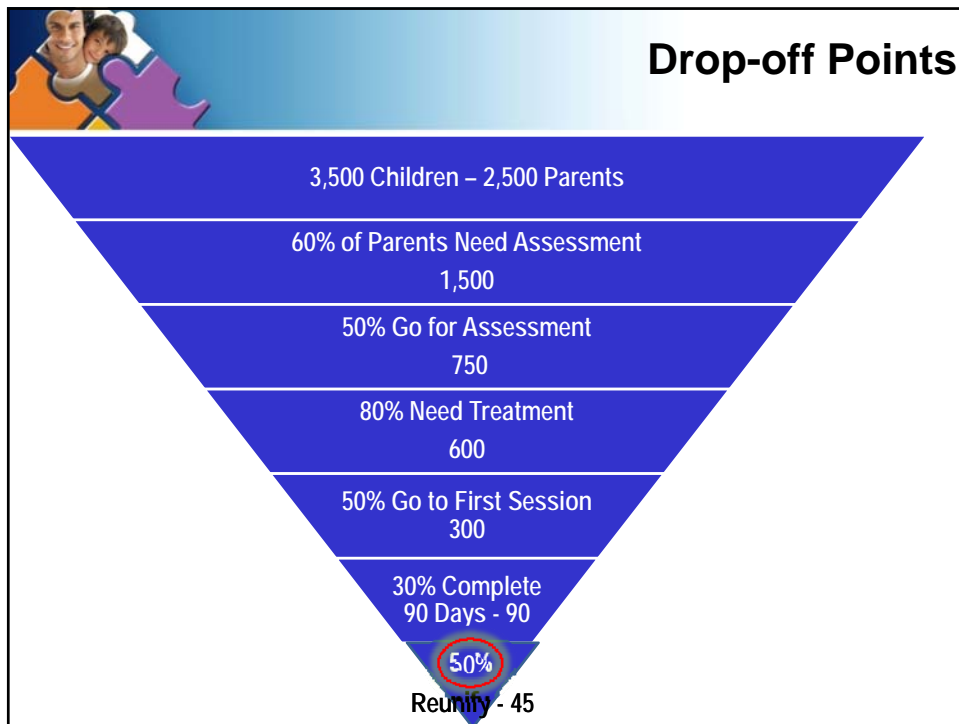 Drop-off Points
3,500 Children – 2,500 Parents
60% of Parents Need Assessment
1,500
50% Go for Assessment
750
80% Need Treatment
600
50% Go to First Session
300
30% Complete
90 Days - 90
50%
Reunify - 45